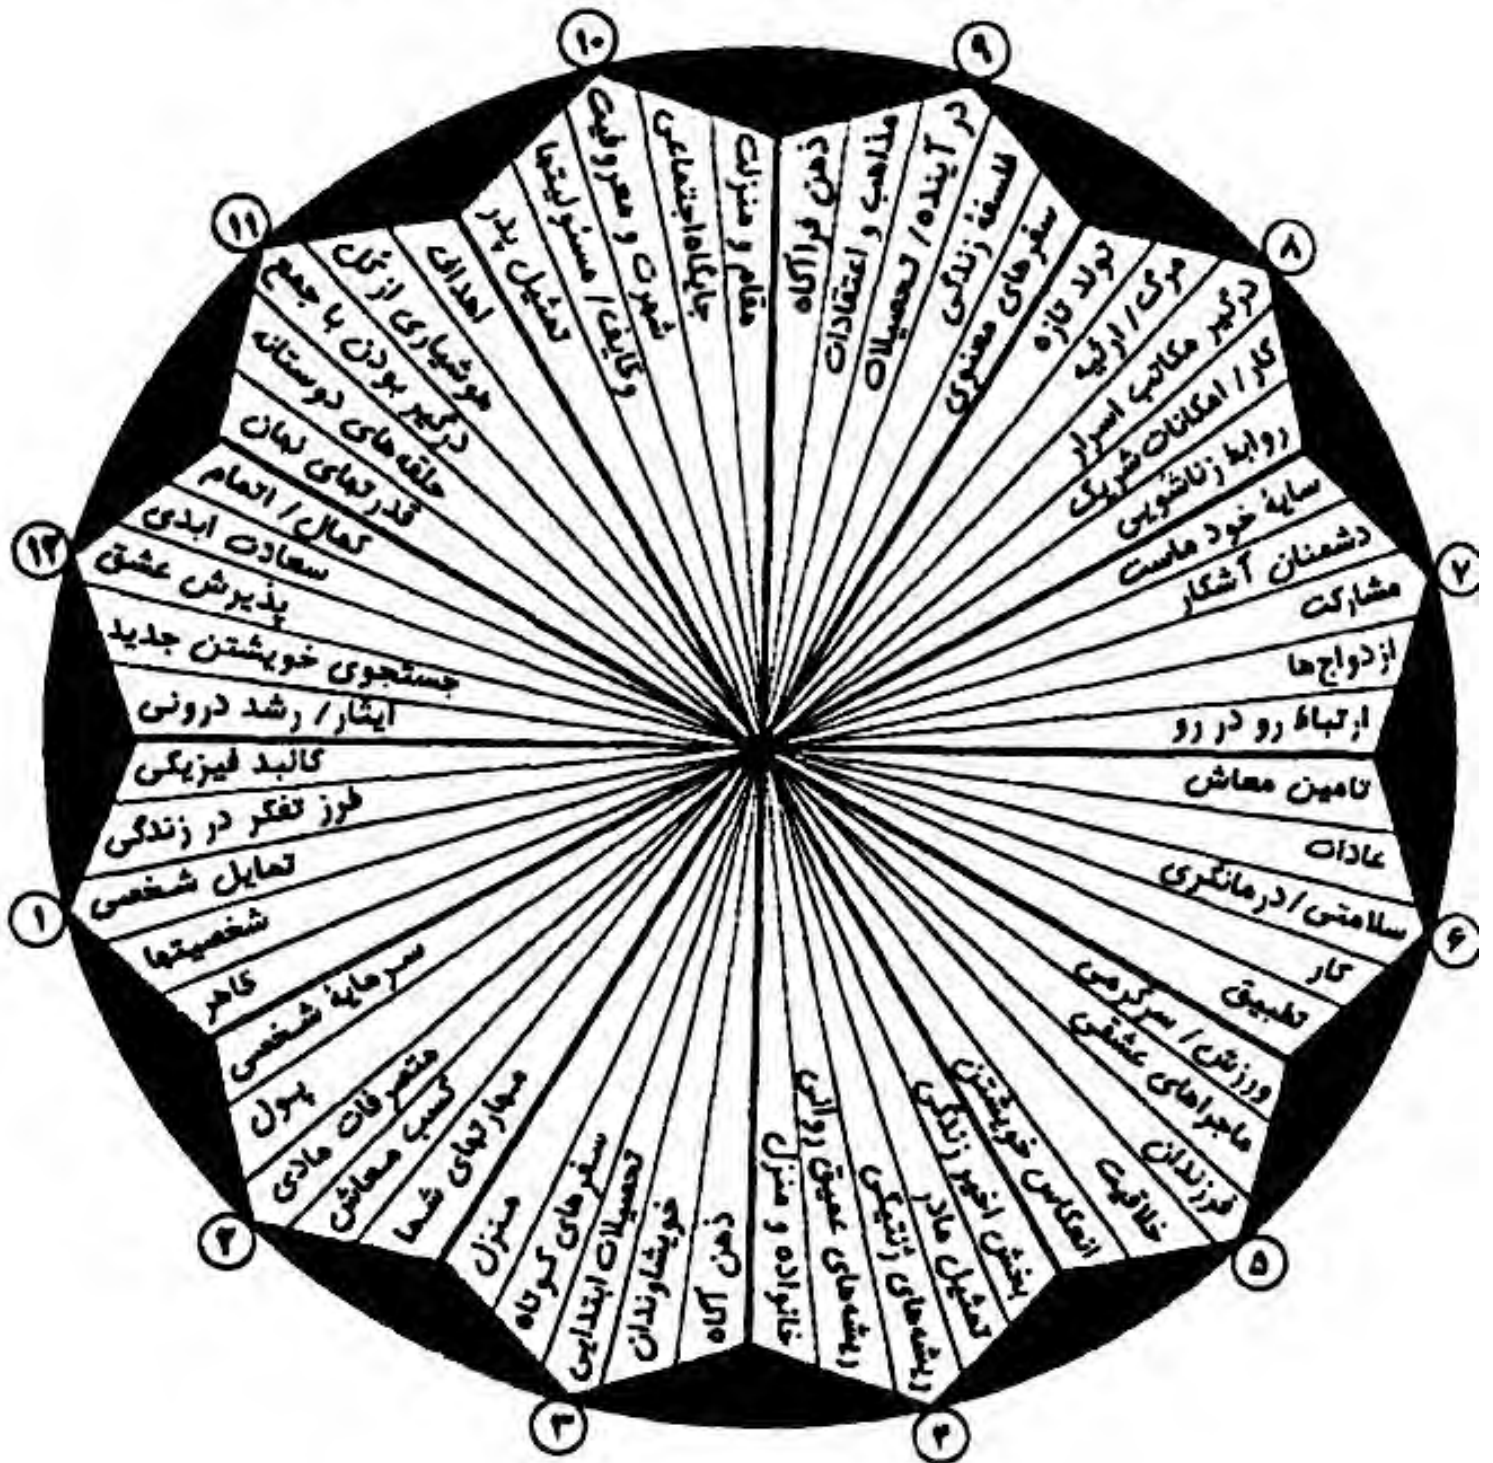 ۱
کالبد فیزیکی
طرز تفکر در زندگی
تمایل شخصی
شخصیتها
ظاهر
۲
سرمایهٔ شخصی
پول
متصرفات مادی
کسب معاش
مهارتهای شما
۳
منزل
سفرهای کوتاه
تحصیلات ابتدایی
خویشاوندان
ذهن آگاه
۴
خانواده و منزل
ریشه‌های عمیق روانی
ریشه‌های ژنتیکی
تمثیل مادر
بخش اخیر زندگی
۵
انعکاس خویشتن
خلاقیت
فرزندان
ماجراهای عشقی
ورزش/سرگرمی
۶
تطبیق
کار
سلامتی/درمانگری
عادات
تامین معاش
۷
ارتباط رو در رو
ازدواج‌ها
مشارکت
دشمنان آشکار
سایهٔ خود ماست
۸
روابط زناشویی
کار/امکانات شریک
درگیر مکاتب اسرار
مرگ/ارثیه
تولد تازه
۹
سفرهای معنوی
فلسفهٔ زندگی
در آینده/تحصیلات
مذاهب و اعتقادات
ذهن فراآگاه
۱۰
مقام و منزلت
جایگاه اجتماعی
شهرت و معروفیت
وظایف/مسئولیتها
تمثیل پدر
۱۱
اهداف
هوشیاری از کُل
درگیر بودن با جمع
حلقه‌های دوستانه
قدرتهای نهان
۱۲
کمال/اتمام
سعادت ابدی
پذیرش عشق
جستجوی خویشتن جدید
ایثار/رشد درونی